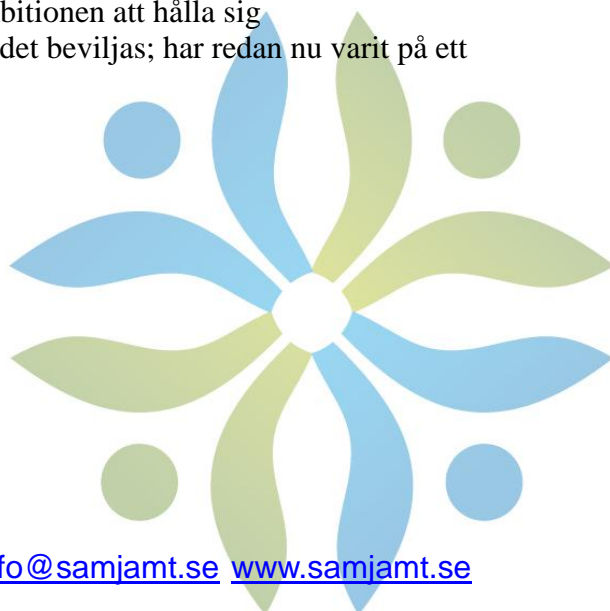 bitionen att hålla sig
det beviljas; har redan nu varit på ett
fo@samjamt.se www.samjamt.se